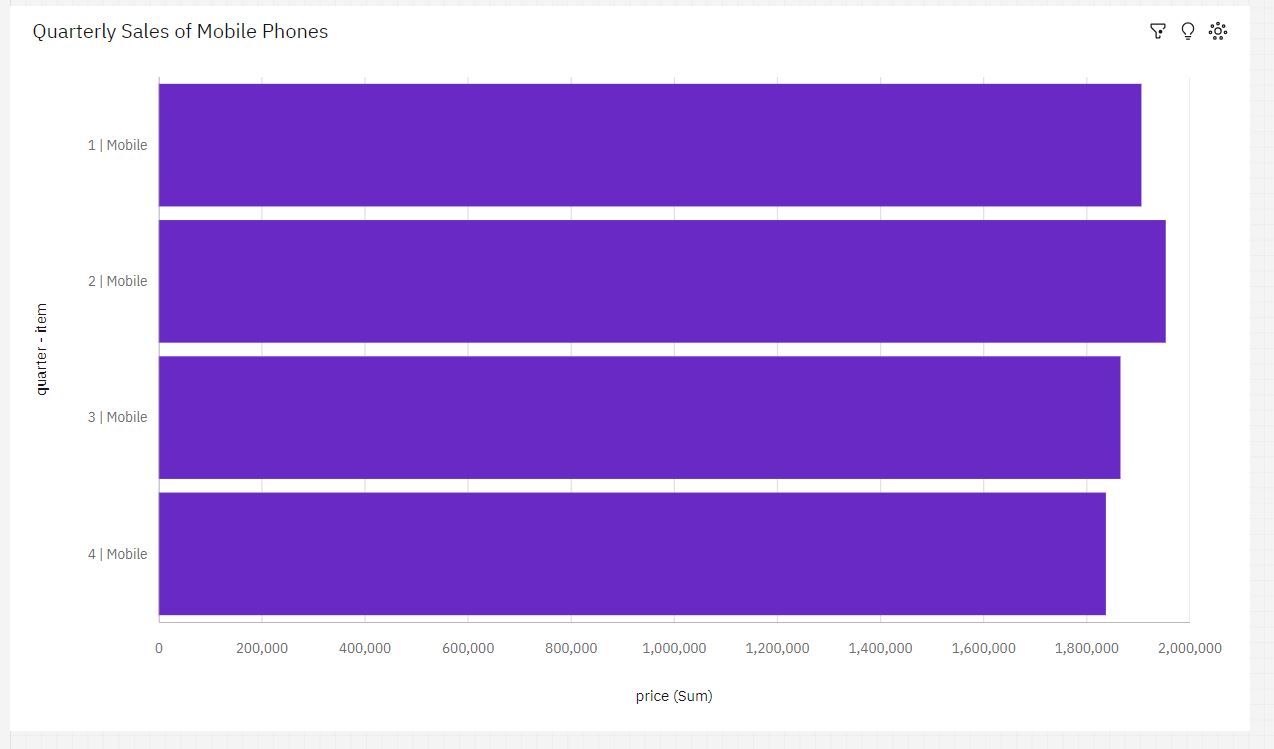 Quarterly Sales of Mobile Phones
1 | Mobile
2 | Mobile
3 | Mobile
4 | Mobile
quarter - item
0 200,000 400,000 600,000 800,000 1,000,000 1,200,000 1,400,000 1,600,000 1,800,000 2,000,000
price (Sum)